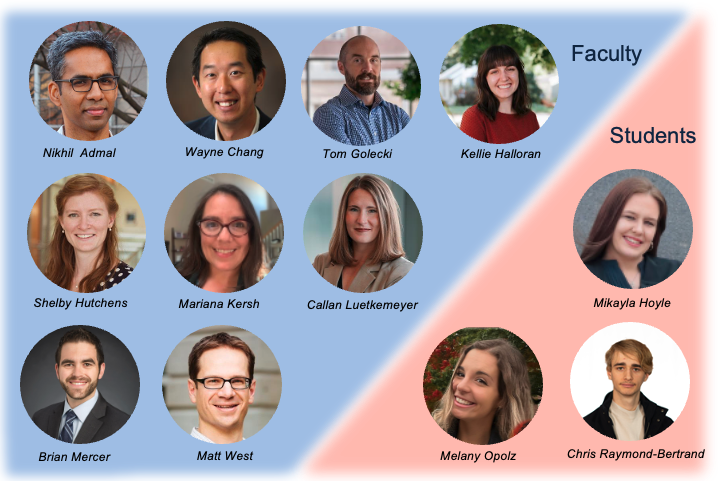 Faculty
Nikhil Admal
Wayne Chang
Tom Golecki
Kellie Halloran
Students
Shelby Hutchens
Mariana Kersh
Callan Luetkemeyer
Mikayla Hoyle
Brian Mercer
Matt West
Melany Opolz
Chris Raymond-Bertrand